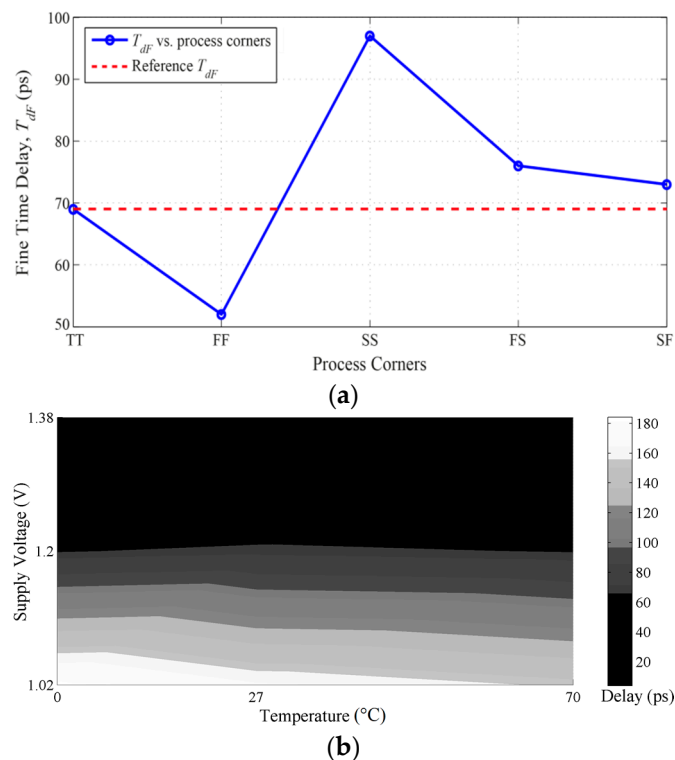 100
90
80
70
60
50
Fine Time Delay, T_dF (ps)
T_dF vs. process corners
Reference T_dF
TT FF SS FS SF
Process Corners
(a)
1.38
1.2
1.02
Supply Voltage (V)
0 27 70
Temperature (°C)
180
160
140
120
100
80
60
40
20
Delay (ps)
(b)